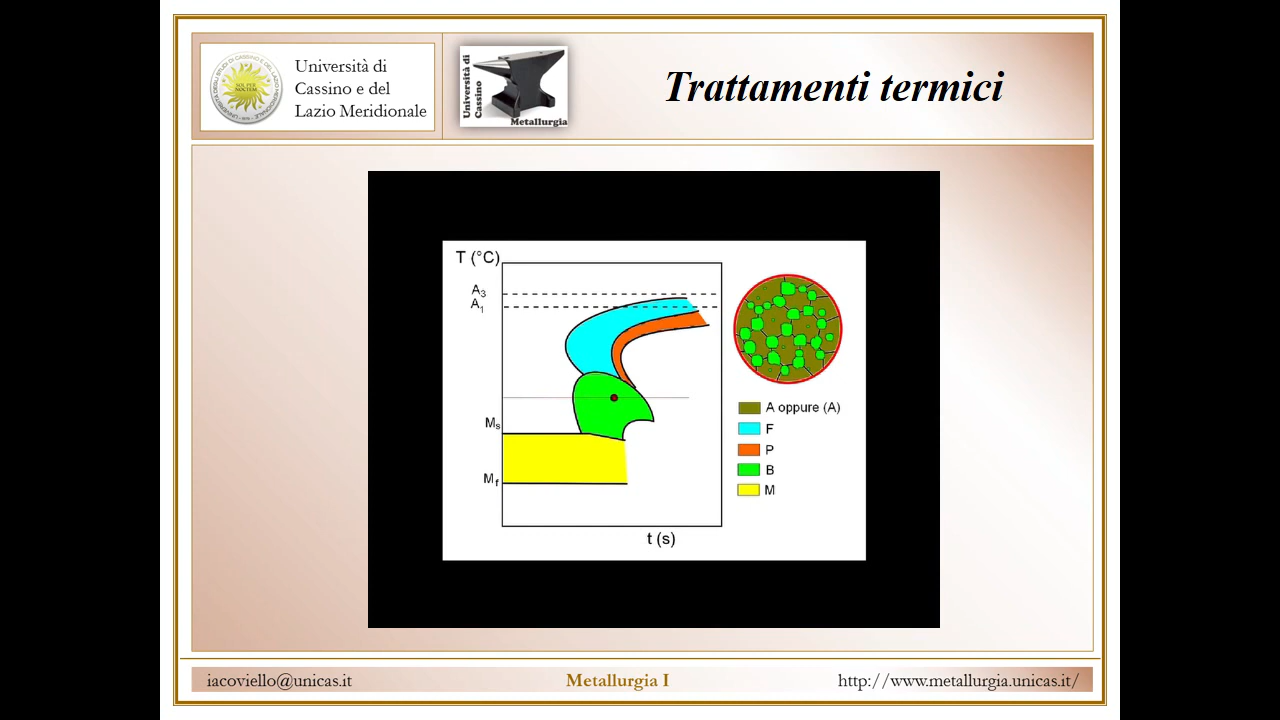 Università di
Cassino e del
Lazio Meridionale
Università di
Cassino
Metallurgia
Trattamenti termici
T (°C)
A3
A1
Ms
Mf
t (s)
A oppure (A)
F
P
B
M
iacoviello@unicas.it
Metallurgia I
http://www.metallurgia.unicas.it/